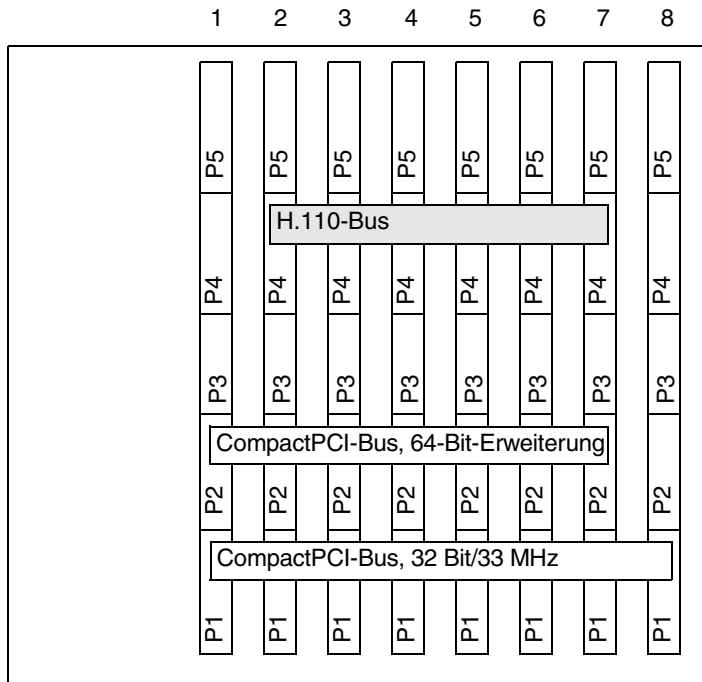 1 2 3 4 5 6 7 8
P5 P5 P5 P5 P5 P5 P5 P5
H.110-Bus
P4 P4 P4 P4 P4 P4 P4 P4
P3 P3 P3 P3 P3 P3 P3 P3
CompactPCI-Bus, 64-Bit-Erweiterung
P2 P2 P2 P2 P2 P2 P2 P2
CompactPCI-Bus, 32 Bit/33 MHz
P1 P1 P1 P1 P1 P1 P1 P1